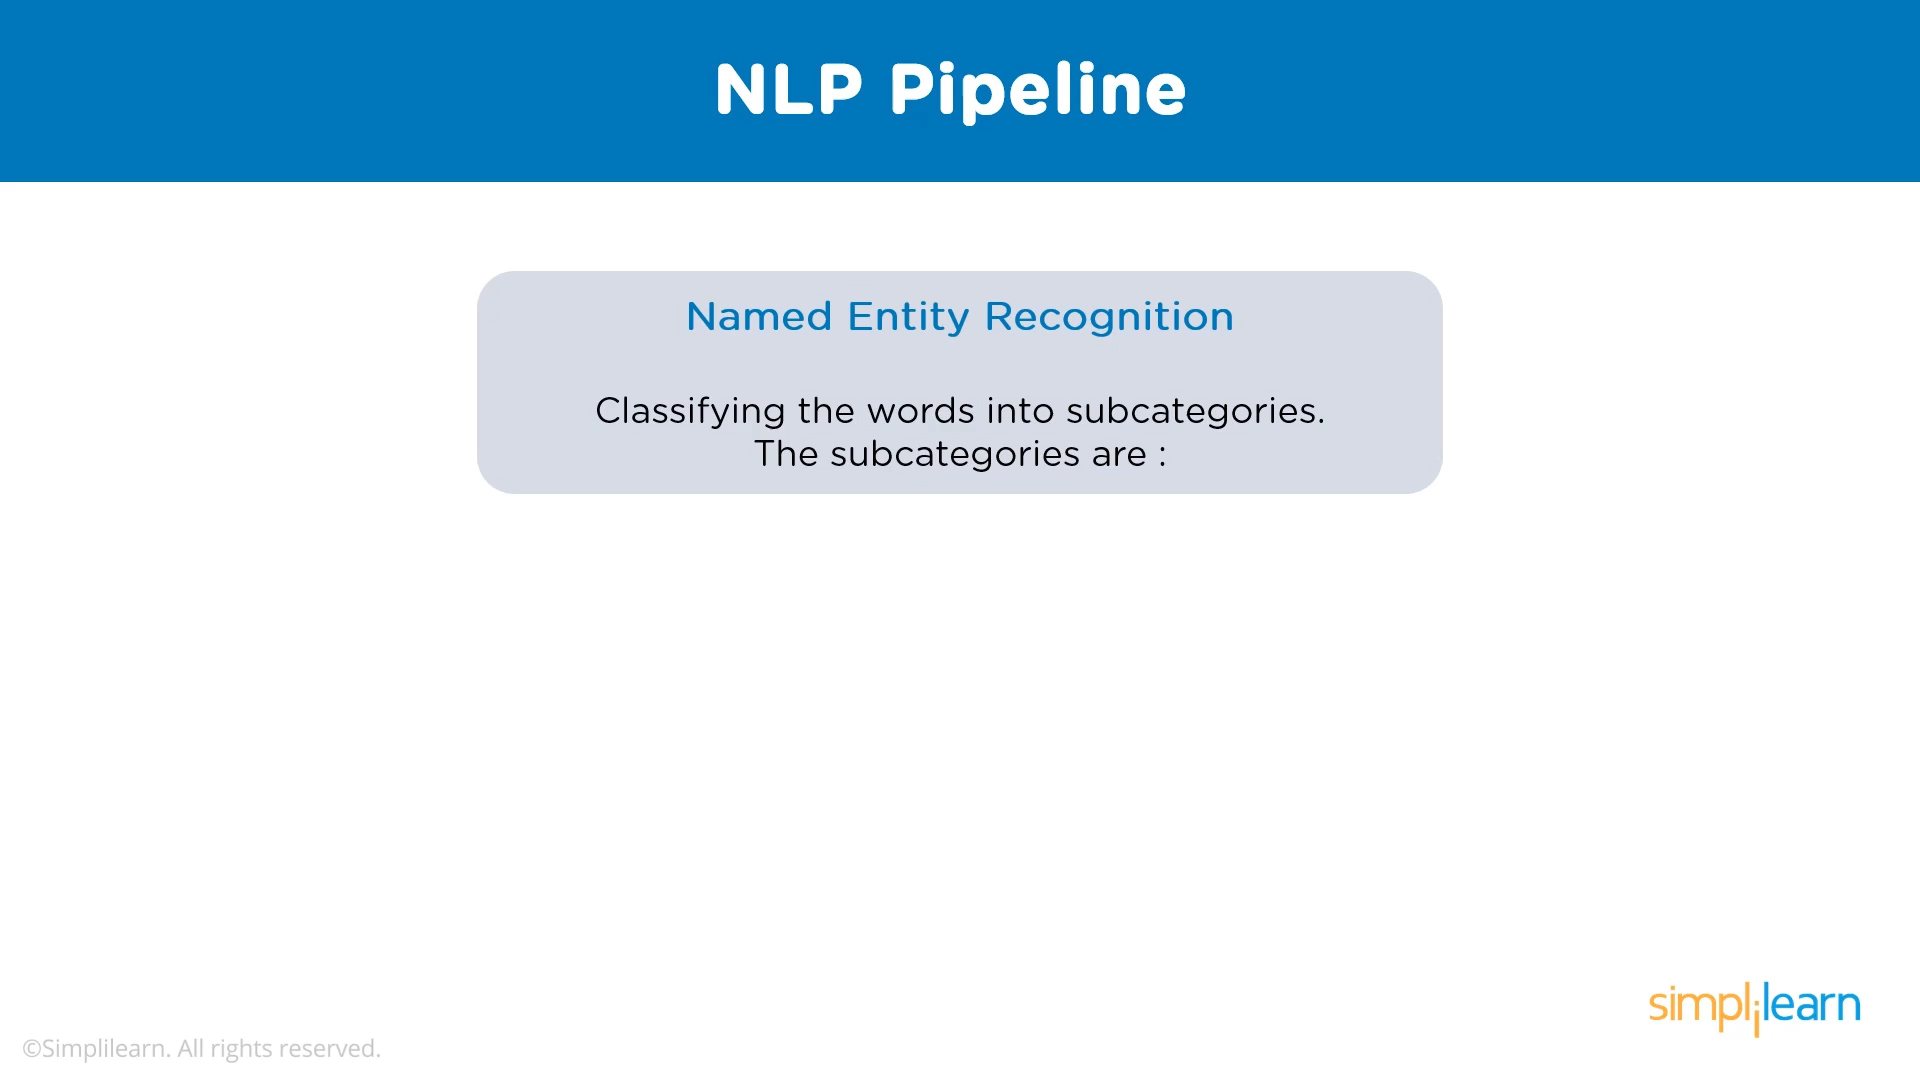 NLP Pipeline
Named Entity Recognition
Classifying the words into subcategories.
The subcategories are :
simplilearn
©Simplilearn. All rights reserved.